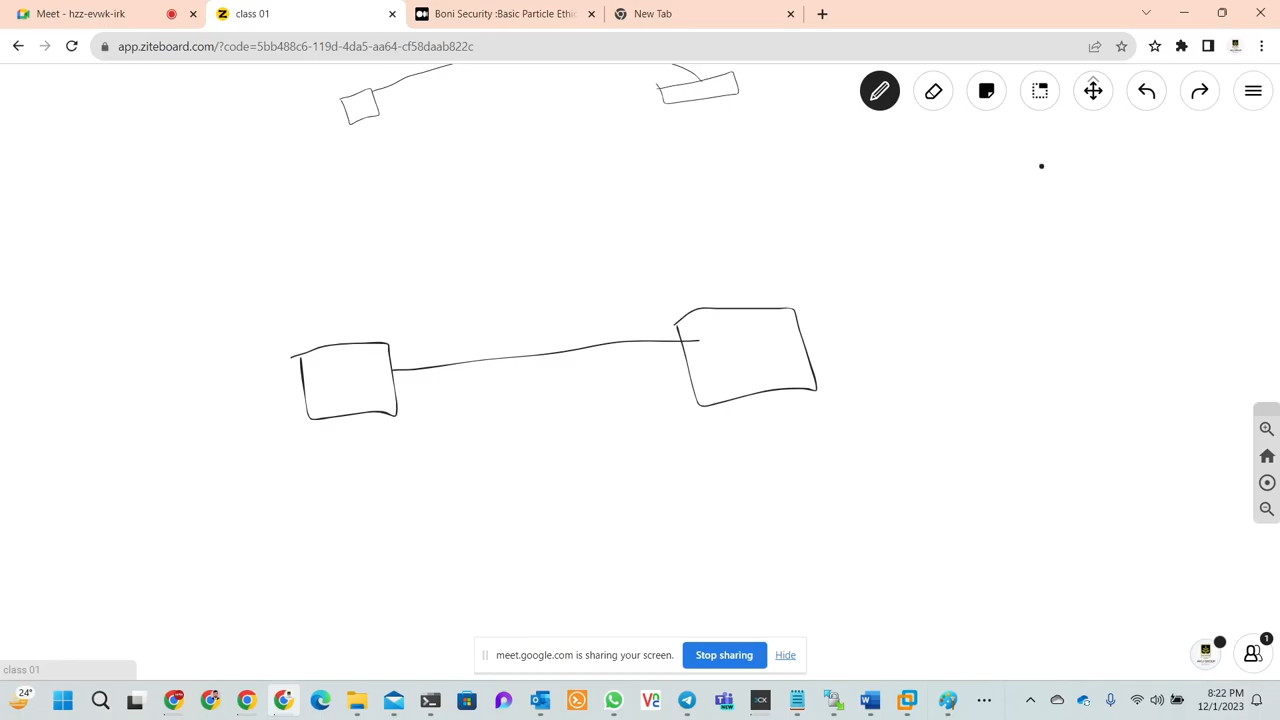 Meet - hzz-evwk-irk
class 01
Boni Security :Basic Particle Ethic
New Tab
app.ziteboard.com/?code=5bb488c6-119d-4da5-aa64-cf58daab822c
meet.google.com is sharing your screen.
Stop sharing
Hide
1
class 01
24°
8:22 PM
12/1/2023